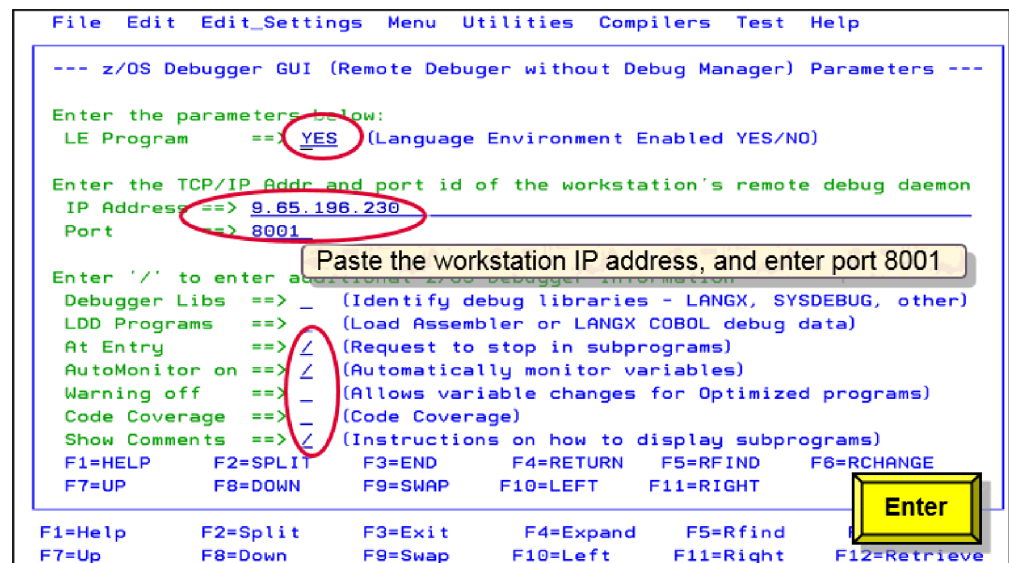 File Edit Edit_Settings Menu Utilities Compilers Test Help
--- z/OS Debugger GUI (Remote Debuger without Debug Manager) Parameters ---
Enter the parameters below:
LE Program ==> YES (Language Environment Enabled YES/NO)
Enter the TCP/IP Addr and port id of the workstation's remote debug daemon
IP Address ==> 9.65.196.230
Port ==> 8001
Paste the workstation IP address, and enter port 8001
Enter '/' to enter additional z/OS Debugger information
Debugger Libs ==> _ (Identify debug libraries - LANGX, SYSDEBUG, other)
LDD Programs ==> _ (Load Assembler or LANGX COBOL debug data)
At Entry ==> / (Request to stop in subprograms)
AutoMonitor on ==> / (Automatically monitor variables)
Warning off ==> _ (Allows variable changes for Optimized programs)
Code Coverage ==> _ (Code Coverage)
Show Comments ==> / (Instructions on how to display subprograms)
F1=HELP F2=SPLIT F3=END F4=RETURN F5=RFIND F6=RCHANGE
F7=UP F8=DOWN F9=SWAP F10=LEFT F11=RIGHT
Enter
F1=Help F2=Split F3=Exit F4=Expand F5=Rfind
F7=Up F8=Down F9=Swap F10=Left F11=Right F12=Retrieve